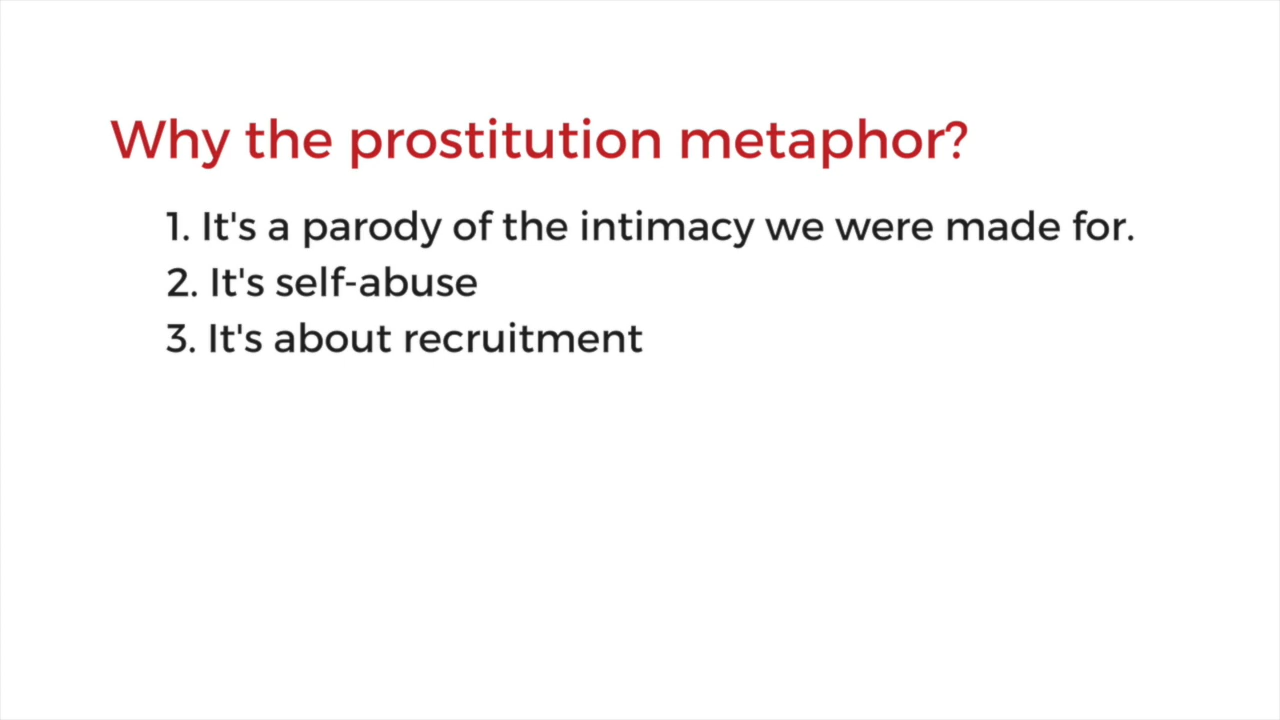 Why the prostitution metaphor?
1. It's a parody of the intimacy we were made for.
2. It's self-abuse
3. It's about recruitment